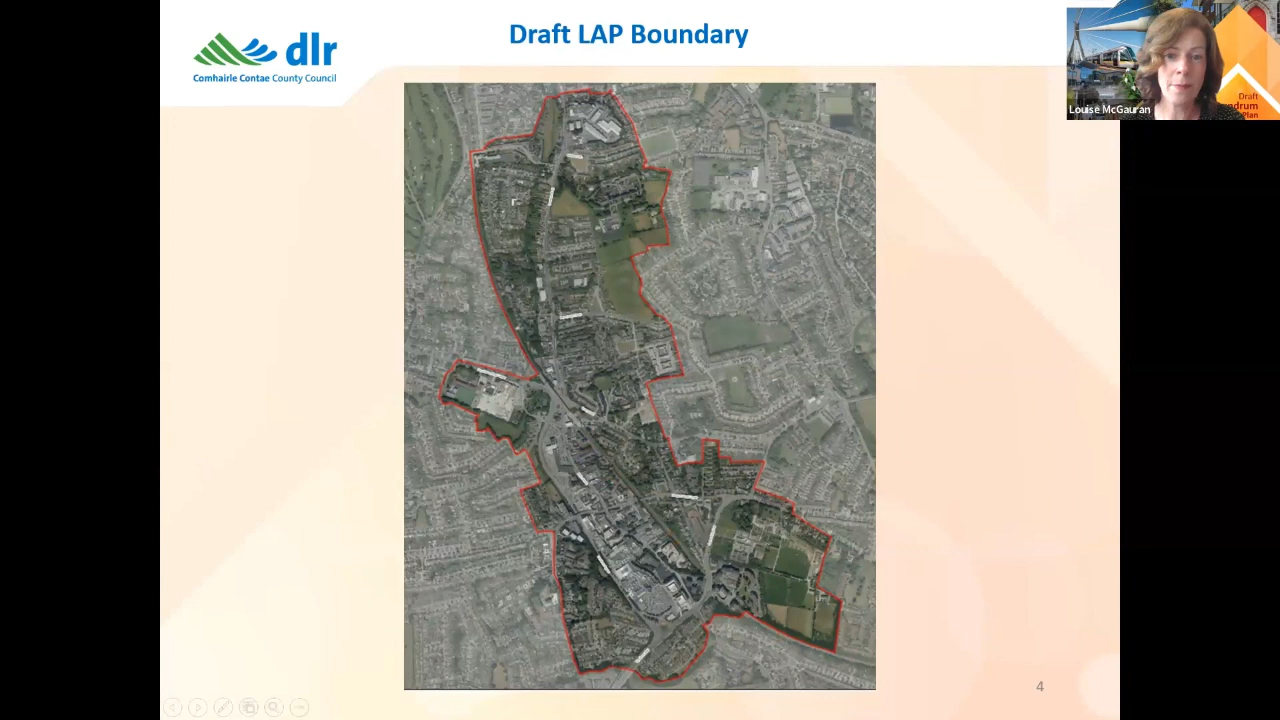 Draft LAP Boundary
dlr
Comhairle Contae County Council
Louise McGauran
Draft
ndrum
Plan
4